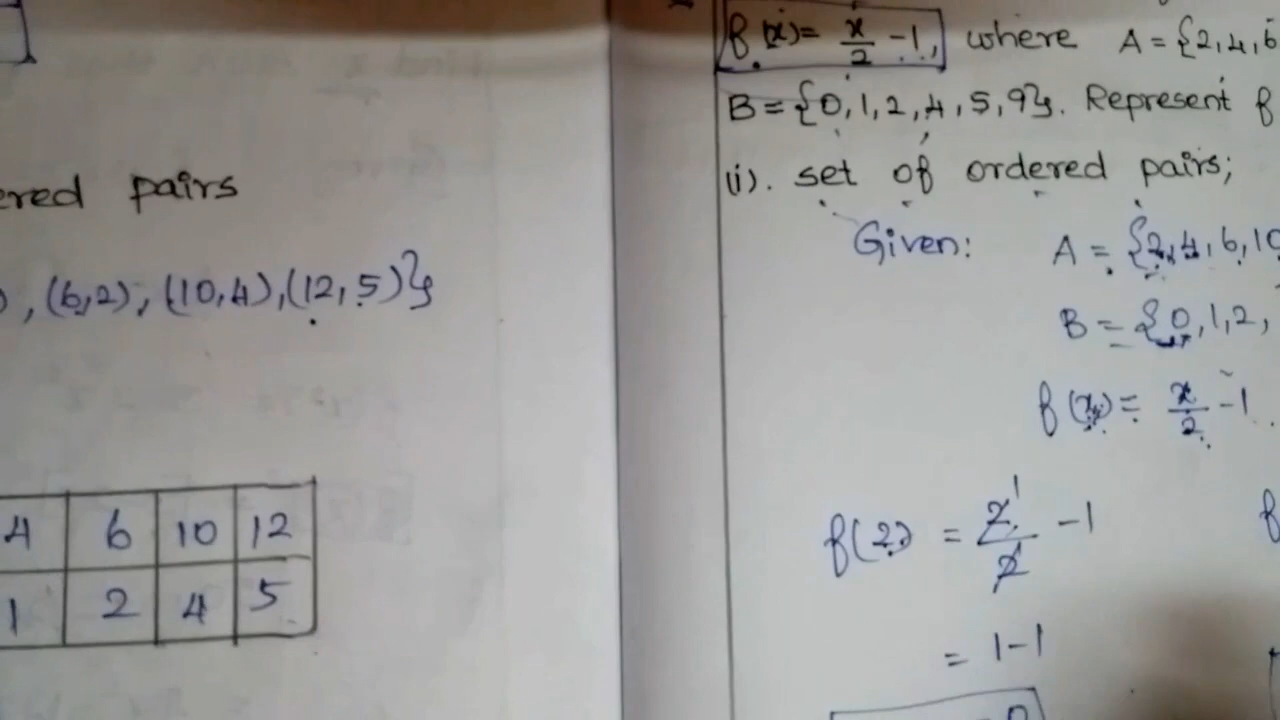 ered pairs
), (6,2), (10,4), (12,5)}
4 6 10 12
1 2 4 5
f(x) = x/2 - 1, where A = {2, 4, 6
B = {0, 1, 2, 4, 5, 9}. Represent f
(i). set of ordered pairs;
Given: A = {2, 4, 6, 10
B = {0, 1, 2,
f(x) = x/2 - 1
f(2) = 2/2 - 1
= 1 - 1
0